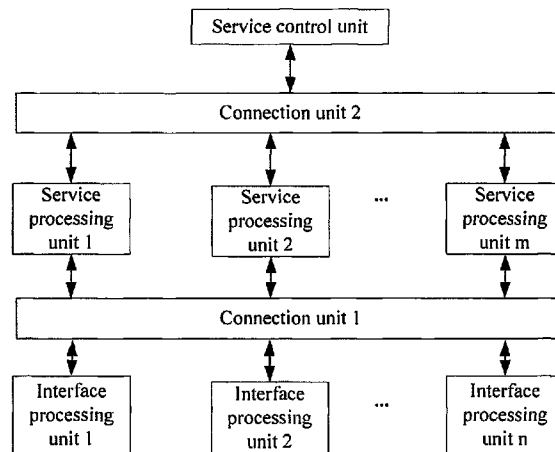 Service control unit
Connection unit 2
Service
processing
unit 1
Service
processing
unit 2
...
Service
processing
unit m
Connection unit 1
Interface
processing
unit 1
Interface
processing
unit 2
...
Interface
processing
unit n